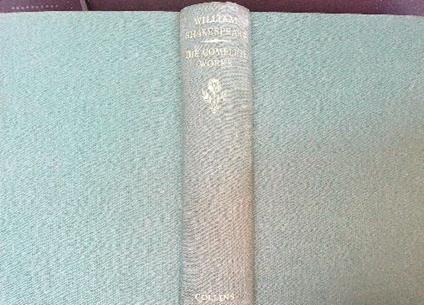 WILLIAM
SHAKESPEARE
THE COMPLETE
WORKS
COLLINS